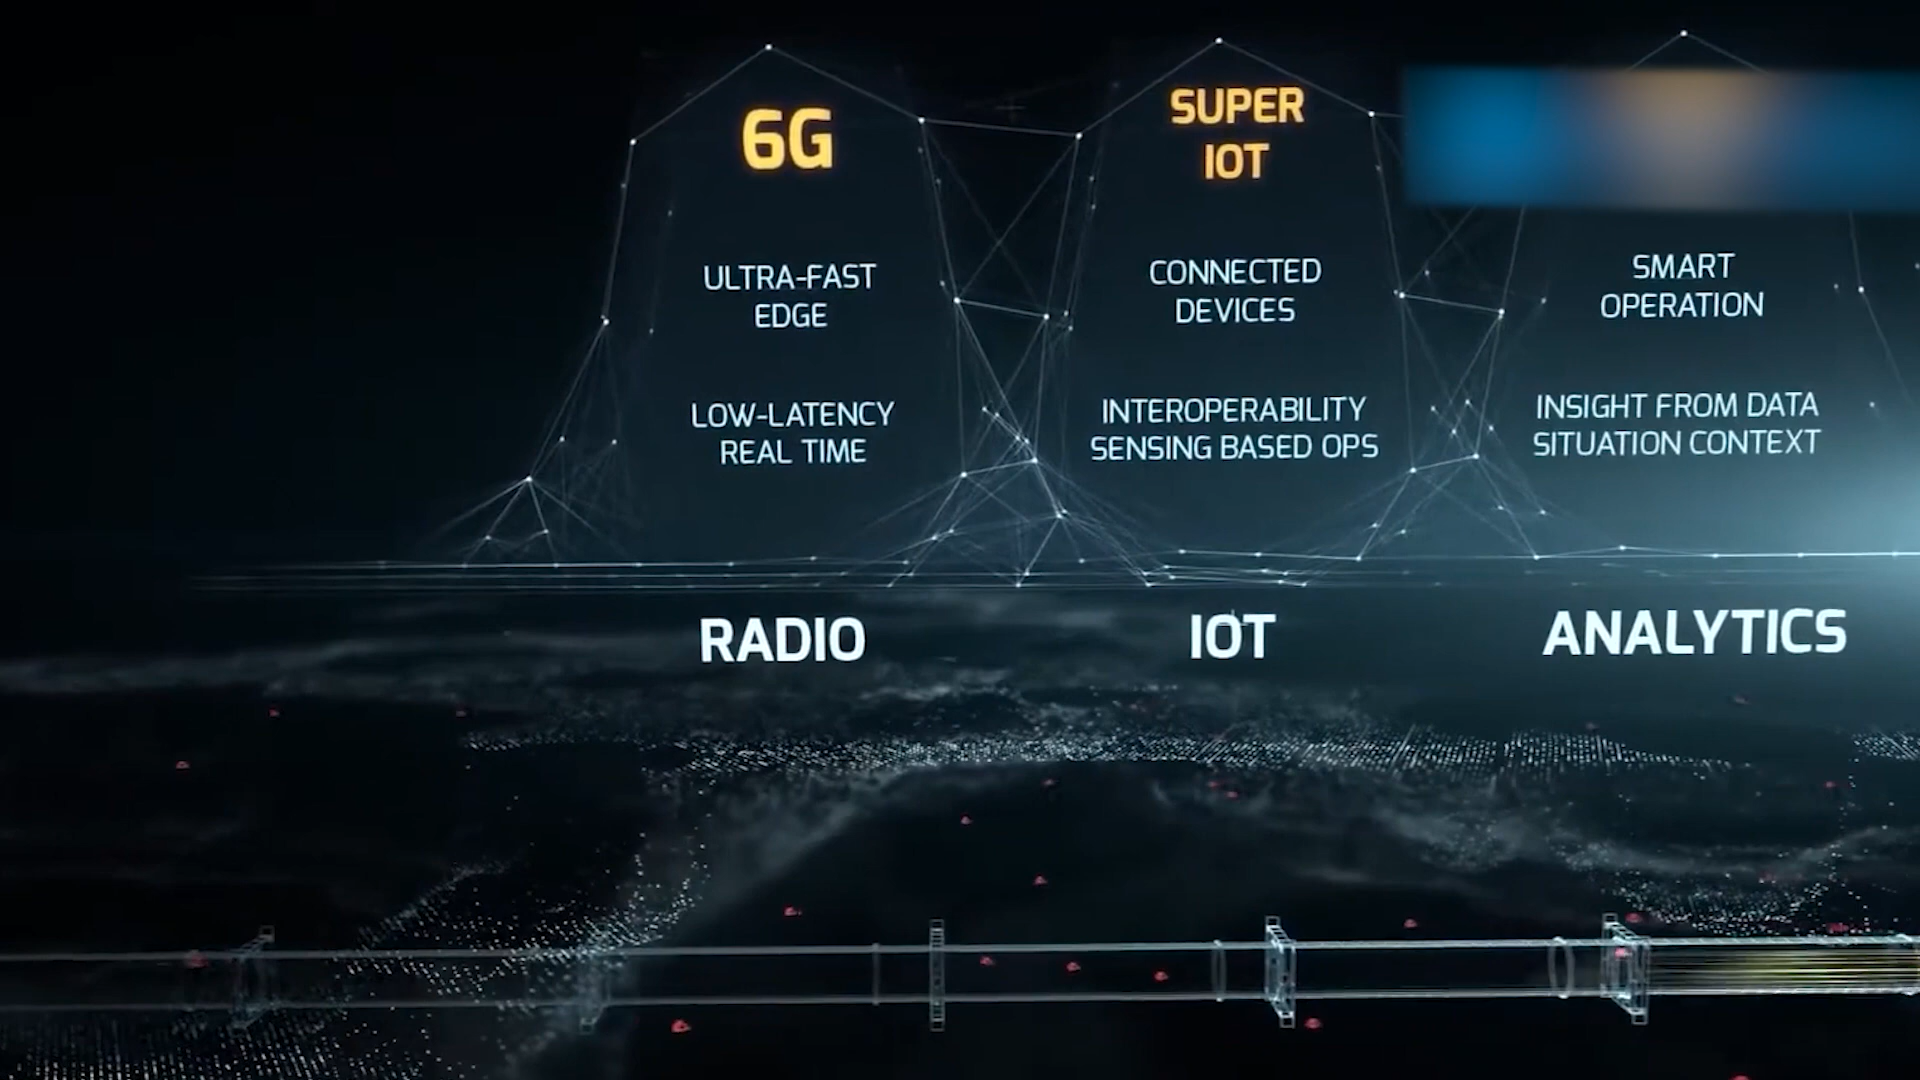 6G
ULTRA-FAST
EDGE
LOW-LATENCY
REAL TIME
RADIO
SUPER
IOT
CONNECTED
DEVICES
INTEROPERABILITY
SENSING BASED OPS
IOT
SMART
OPERATION
INSIGHT FROM DATA
SITUATION CONTEXT
ANALYTICS